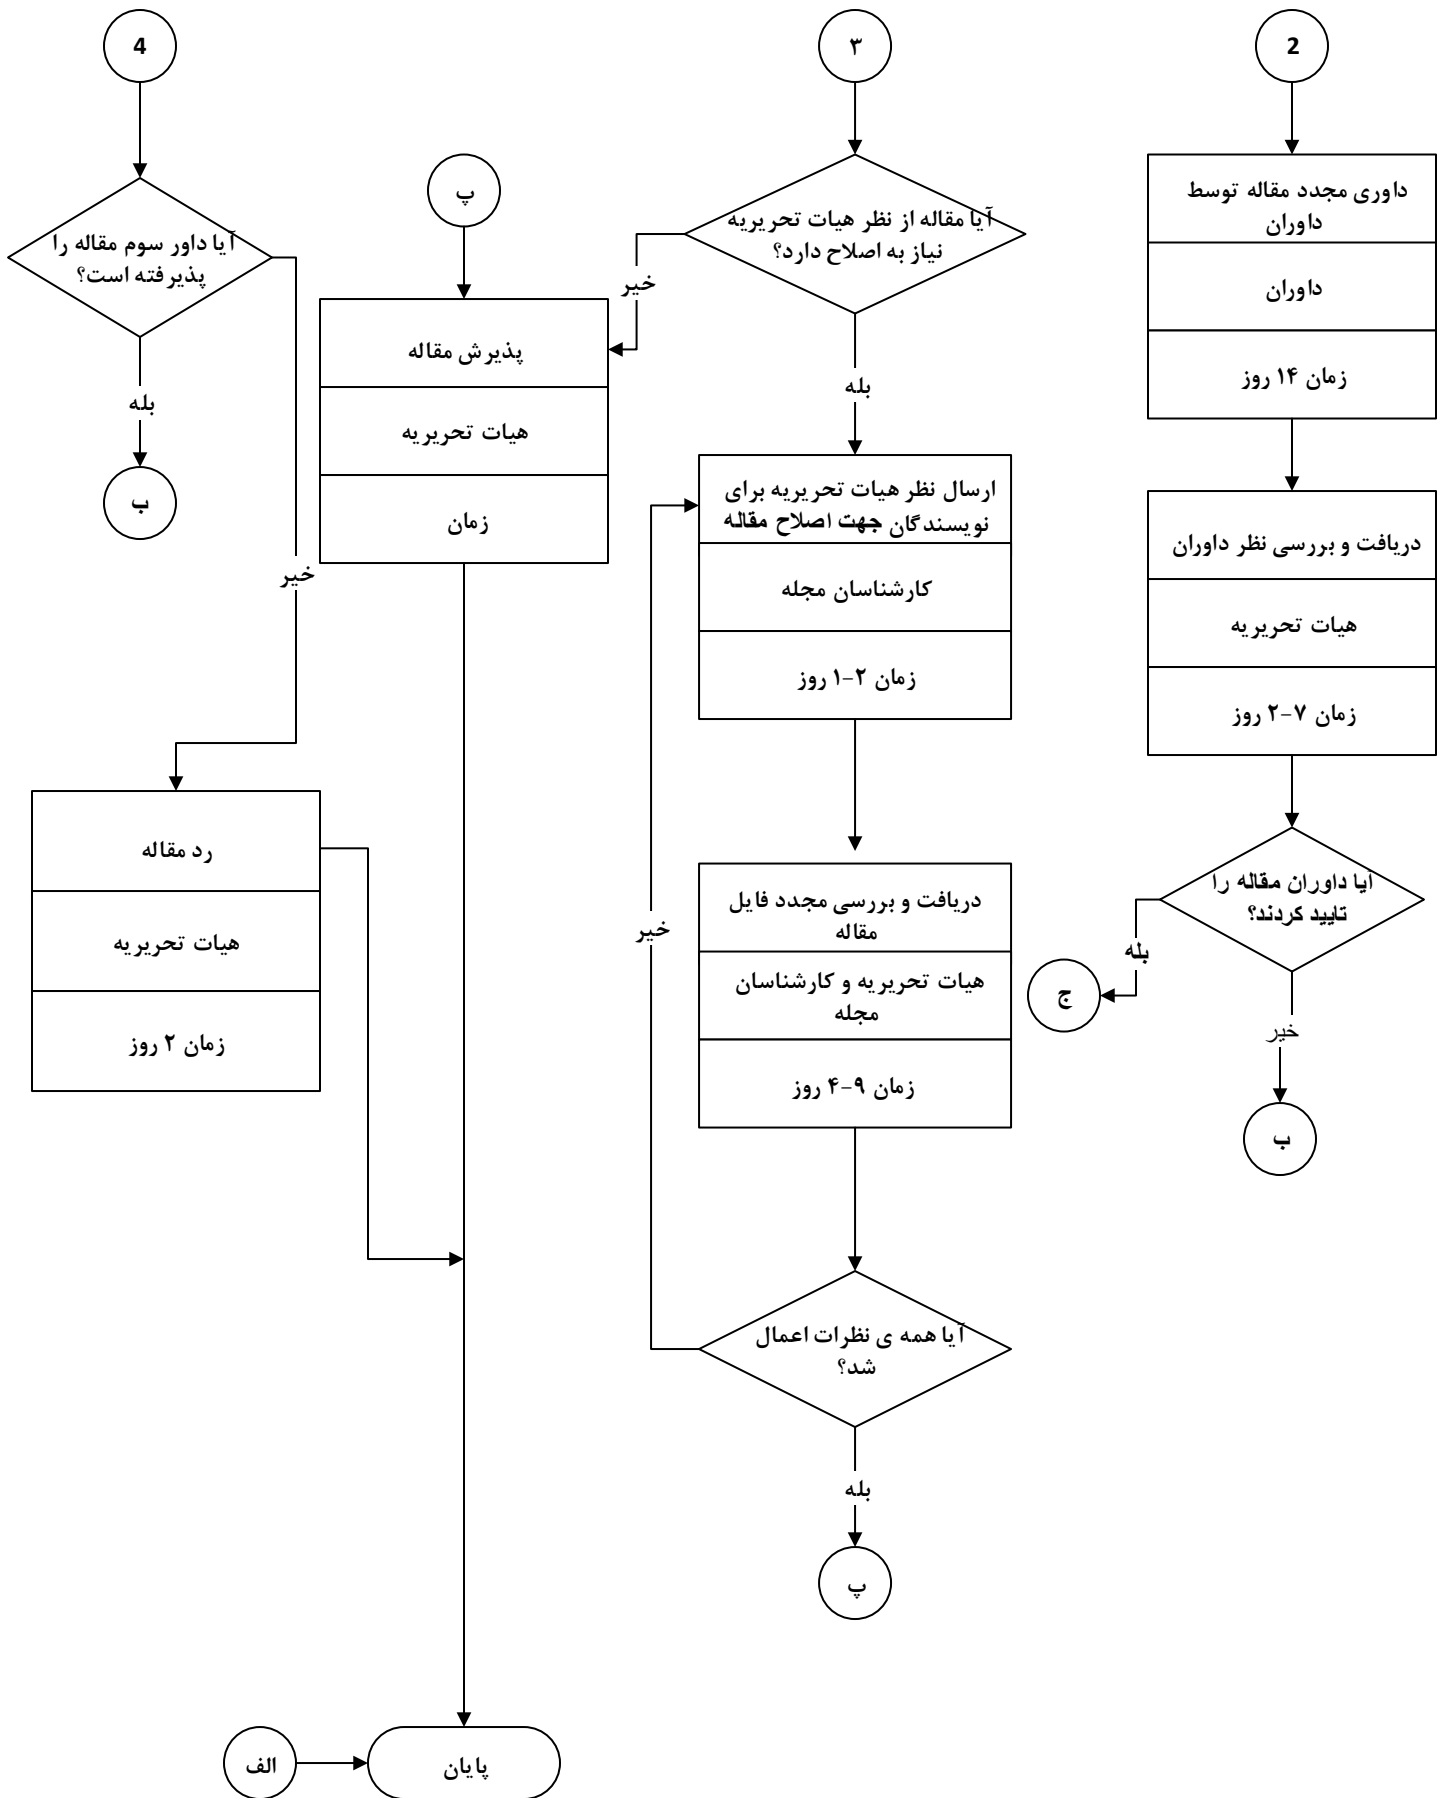 2
داوری مجدد مقاله توسط
داوران
داوران
زمان ۱۴ روز
دریافت و بررسی نظر داوران
هیات تحریریه
زمان ۷-۲ روز
ایا داوران مقاله را
تایید کردند؟
بله
ج
خیر
ب
۳
آیا مقاله از نظر هیات تحریریه
نیاز به اصلاح دارد؟
خیر
بله
ارسال نظر هیات تحریریه برای
نویسندگان جهت اصلاح مقاله
کارشناسان مجله
زمان ۲-۱ روز
دریافت و بررسی مجدد فایل
مقاله
هیات تحریریه و کارشناسان
مجله
زمان ۹-۴ روز
آیا همه ی نظرات اعمال
شد؟
خیر
بله
پ
پ
پذیرش مقاله
هیات تحریریه
زمان
4
آیا داور سوم مقاله را
پذیرفته است؟
بله
ب
خیر
رد مقاله
هیات تحریریه
زمان ۲ روز
الف
پایان